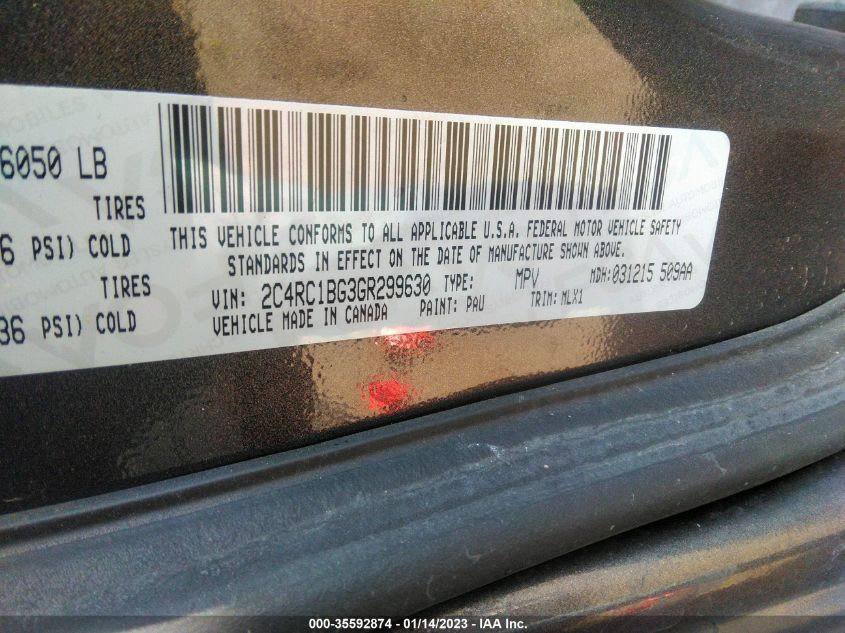 6050 LB
TIRES
6 PSI) COLD
TIRES
36 PSI) COLD
THIS VEHICLE CONFORMS TO ALL APPLICABLE U.S.A. FEDERAL MOTOR VEHICLE SAFETY
STANDARDS IN EFFECT ON THE DATE OF MANUFACTURE SHOWN ABOVE.
VIN: 2C4RC1BG3GR299630 TYPE: MPV MDH:031215 509AA
VEHICLE MADE IN CANADA PAINT: PAU TRIM: MLX1
000-35592874 - 01/14/2023 - IAA Inc.